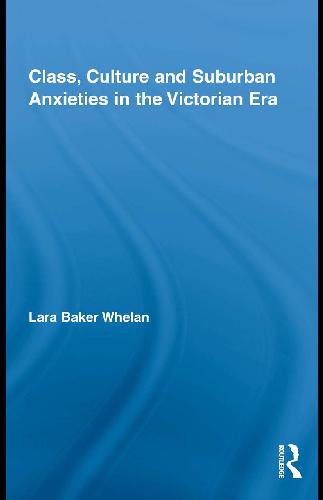 Class, Culture and Suburban
Anxieties in the Victorian Era
Lara Baker Whelan
ROUTLEDGE